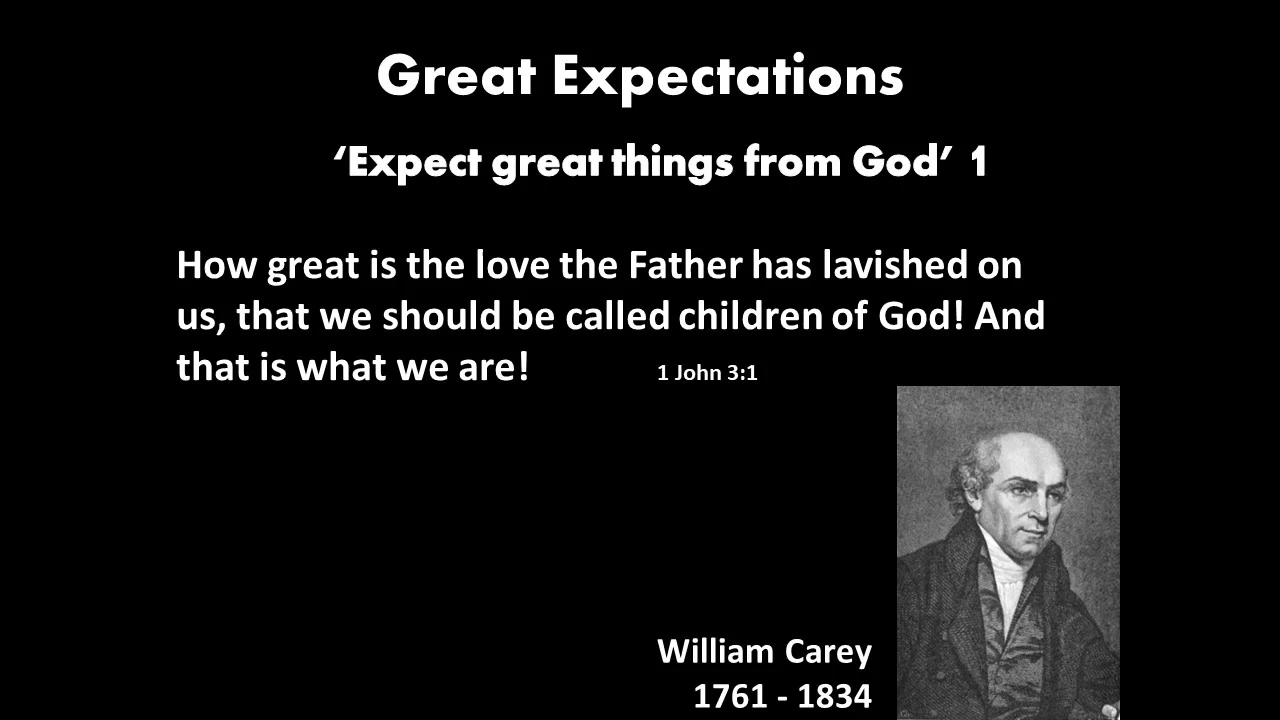 Great Expectations
‘Expect great things from God’ 1
How great is the love the Father has lavished on
us, that we should be called children of God! And
that is what we are! 1 John 3:1
William Carey
1761 - 1834